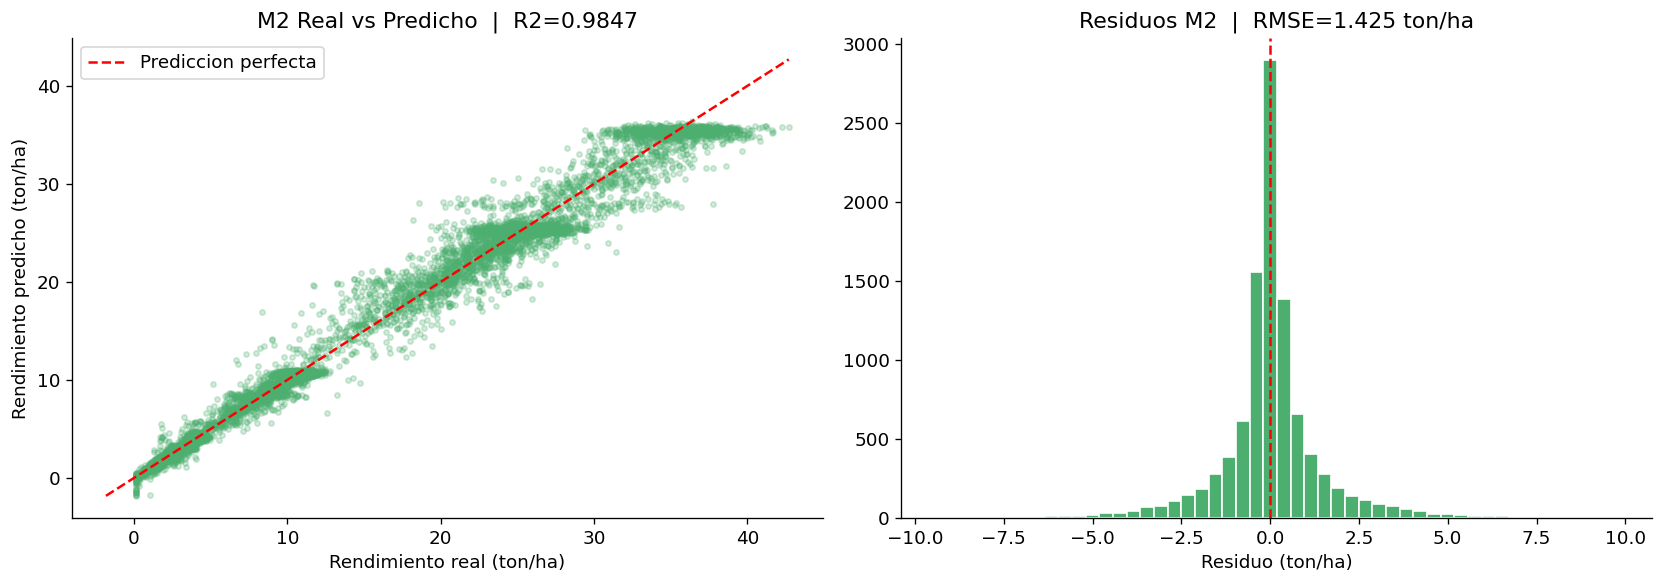 M2 Real vs Predicho | R2=0.9847
Prediccion perfecta
Rendimiento predicho (ton/ha)
40
30
20
10
0
0 10 20 30 40
Rendimiento real (ton/ha)
Residuos M2 | RMSE=1.425 ton/ha
3000
2500
2000
1500
1000
500
0
−10.0 −7.5 −5.0 −2.5 0.0 2.5 5.0 7.5 10.0
Residuo (ton/ha)